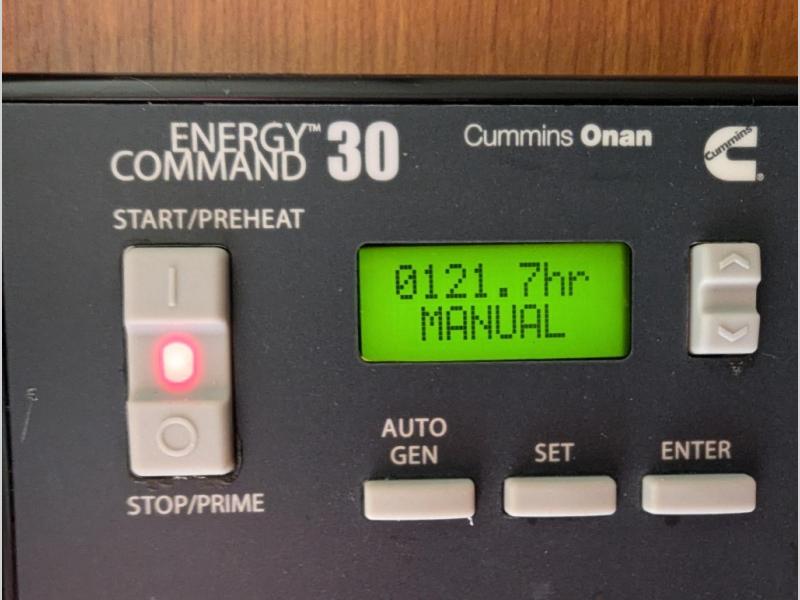 ENERGY™
COMMAND 30
Cummins Onan
Cummins
®
START/PREHEAT
0121.7hr
MANUAL
AUTO
GEN
SET
ENTER
STOP/PRIME